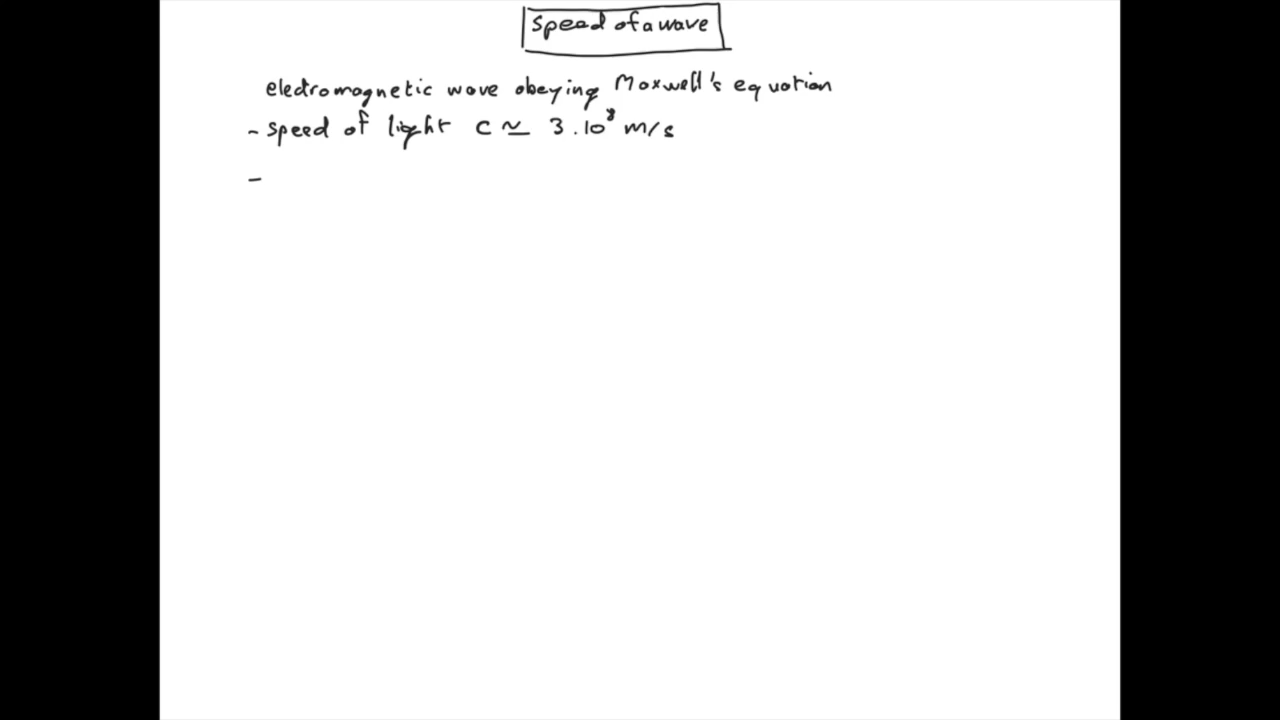 Speed of a wave
electromagnetic wave obeying Maxwell's equation
- speed of light c ≃ 3.10⁸ m/s
-